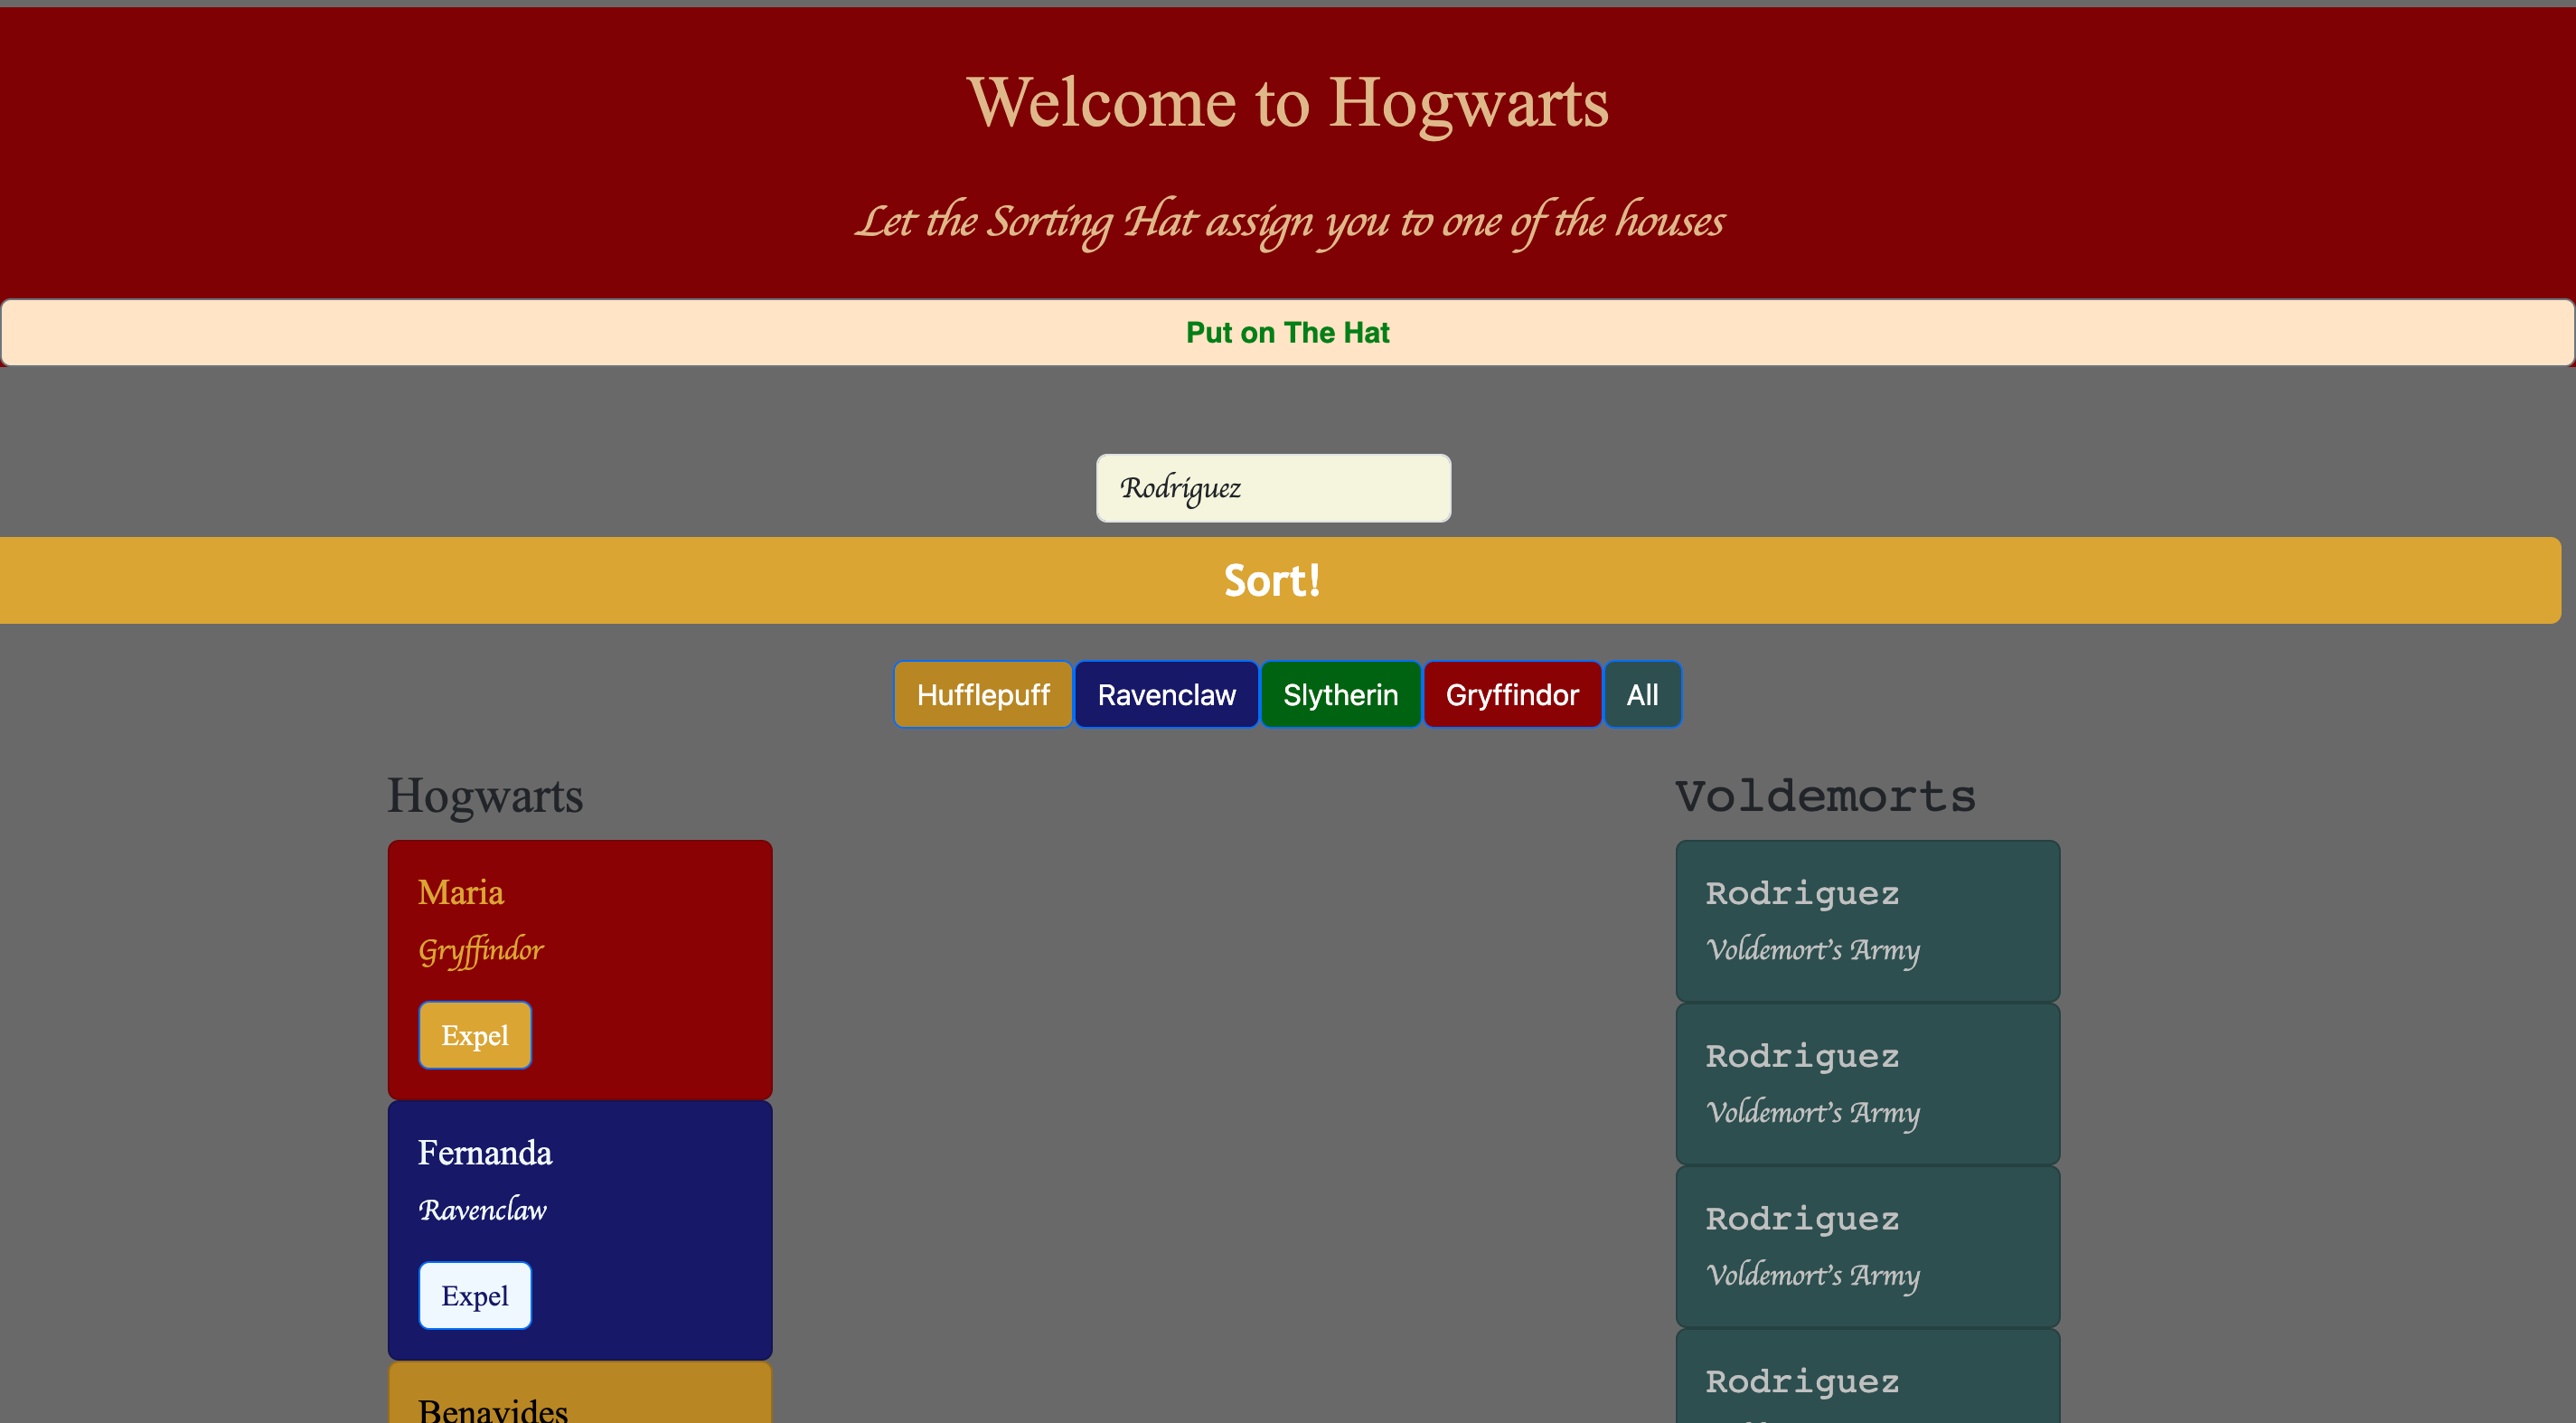 Welcome to Hogwarts
Let the Sorting Hat assign you to one of the houses
Put on The Hat
Rodriguez
Sort!
Hufflepuff Ravenclaw Slytherin Gryffindor All
Hogwarts
Maria
Gryffindor
Expel
Fernanda
Ravenclaw
Expel
Benavides
Voldemorts
Rodriguez
Voldemort's Army
Rodriguez
Voldemort's Army
Rodriguez
Voldemort's Army
Rodriguez